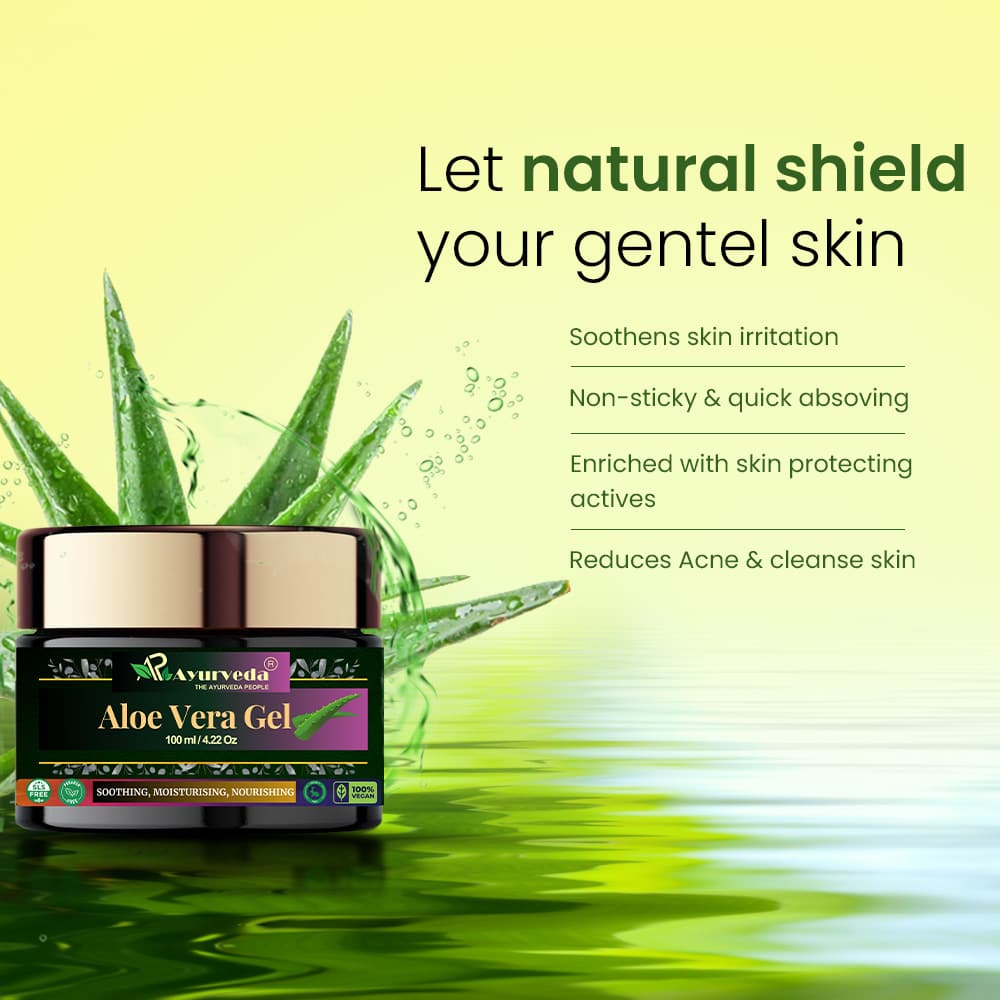 Let natural shield
your gentel skin
Soothens skin irritation
Non-sticky & quick absoving
Enriched with skin protecting
actives
Reduces Acne & cleanse skin
Ayurveda®
THE AYURVEDA PEOPLE
Aloe Vera Gel
100 ml / 4.22 Oz
SLS
FREE
SOOTHING, MOISTURISING, NOURISHING
100%
VEGAN